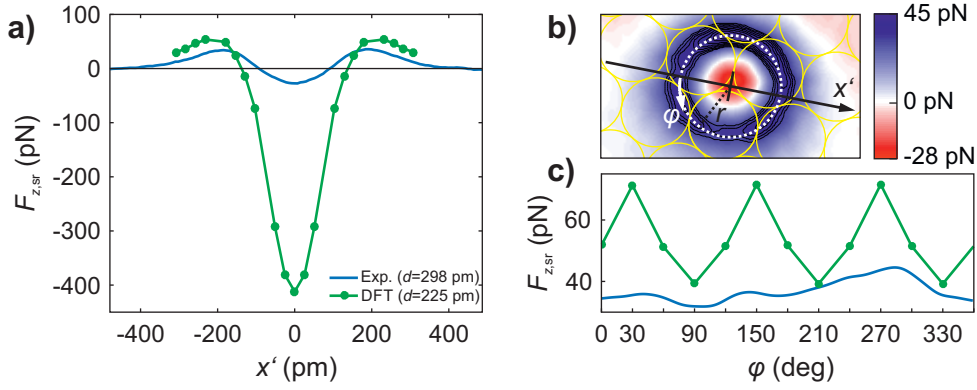 a)
F_z,sr (pN)
0
-100
-200
-300
-400
-400
-200
0
200
400
x‘ (pm)
Exp. (d=298 pm)
DFT (d=225 pm)
b)
x‘
φ
r
45 pN
0 pN
-28 pN
c)
F_z,sr (pN)
60
40
0
30
90
150
210
270
330
φ (deg)